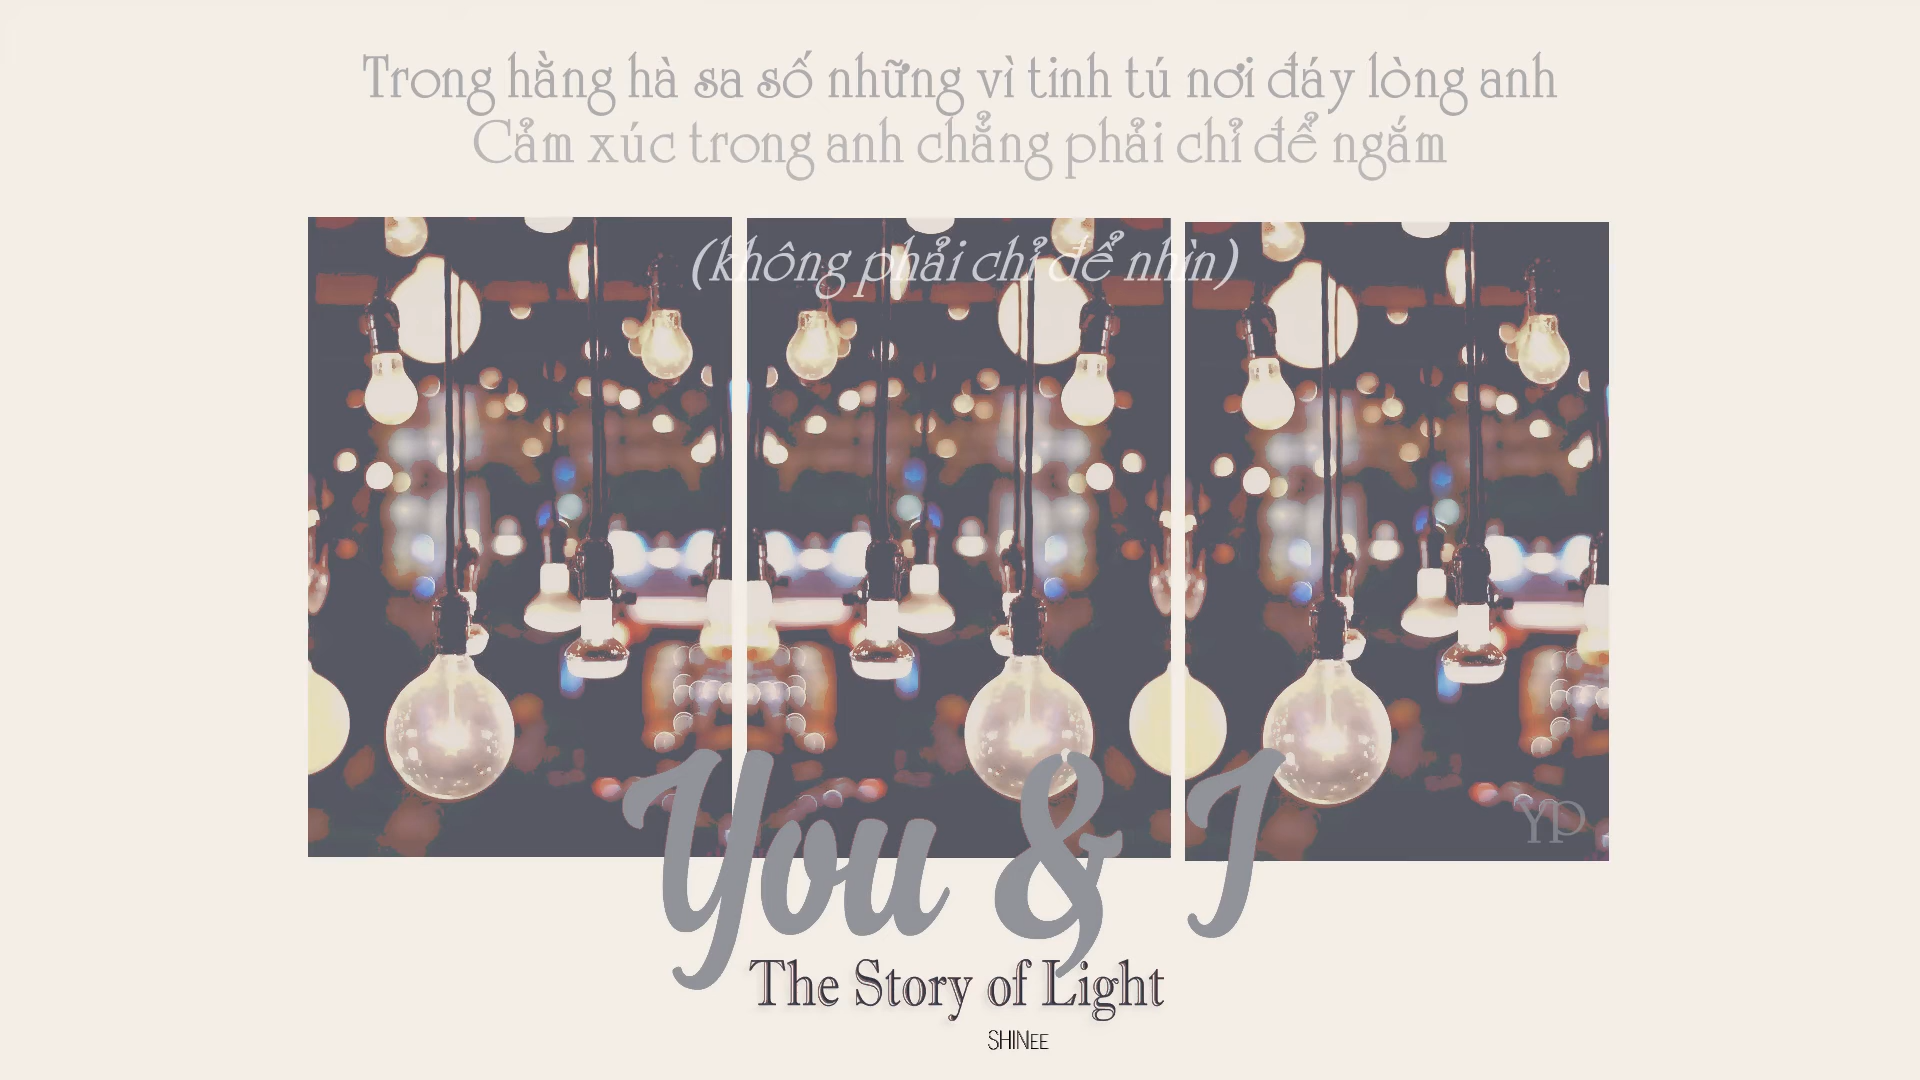 Trong hằng hà sa số những vì tinh tú nơi đáy lòng anh
Cảm xúc trong anh chẳng phải chỉ để ngắm
(không phải chỉ để nhìn)
You & I
YP
The Story of Light
SHINEE